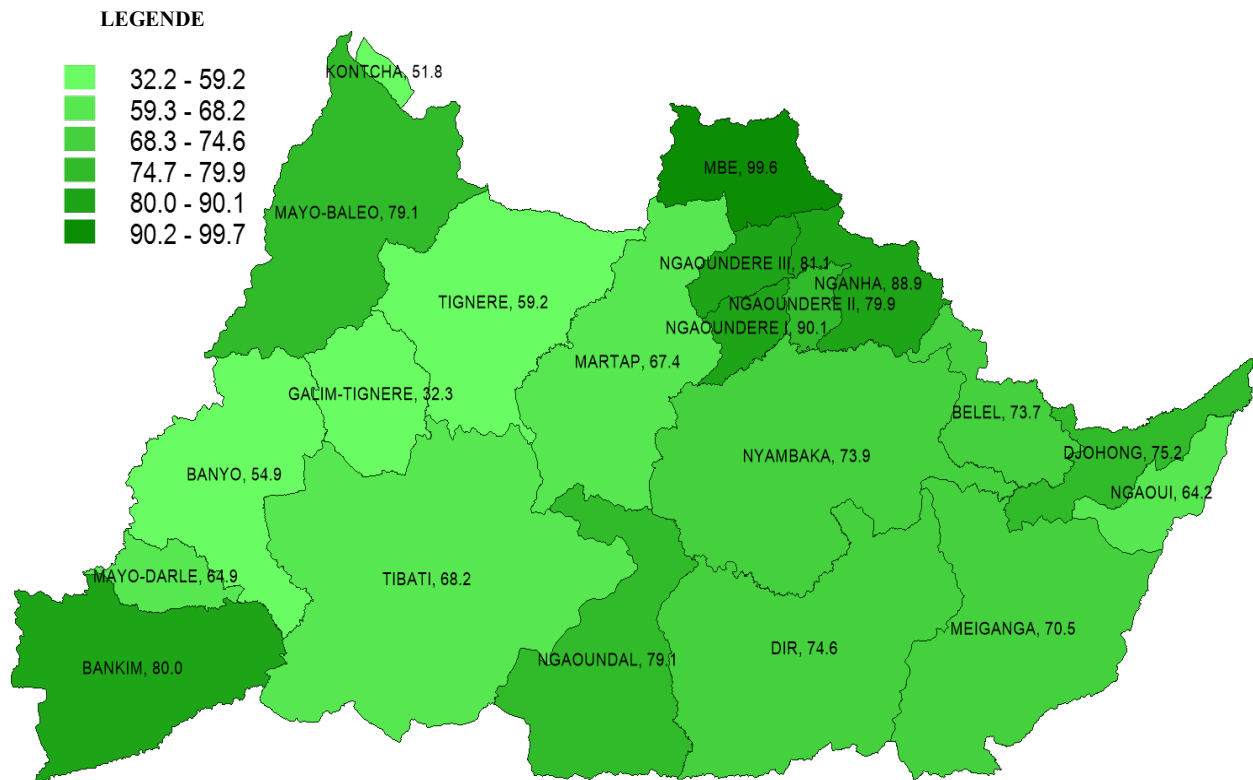 LEGENDE
32.2 - 59.2
59.3 - 68.2
68.3 - 74.6
74.7 - 79.9
80.0 - 90.1
90.2 - 99.7
KONTCHA, 51.8
MBE, 99.6
MAYO-BALEO, 79.1
NGAOUNDERE III, 81.1
NGANHA, 88.9
TIGNERE, 59.2
NGAOUNDERE II, 79.9
NGAOUNDERE I, 90.1
MARTAP, 67.4
GALIM-TIGNERE, 32.3
BELEL, 73.7
DJOHONG, 75.2
NYAMBAKA, 73.9
BANYO, 54.9
NGAOUI, 64.2
MAYO-DARLE, 64.9
TIBATI, 68.2
MEIGANGA, 70.5
DIR, 74.6
NGAOUNDAL, 79.1
BANKIM, 80.0